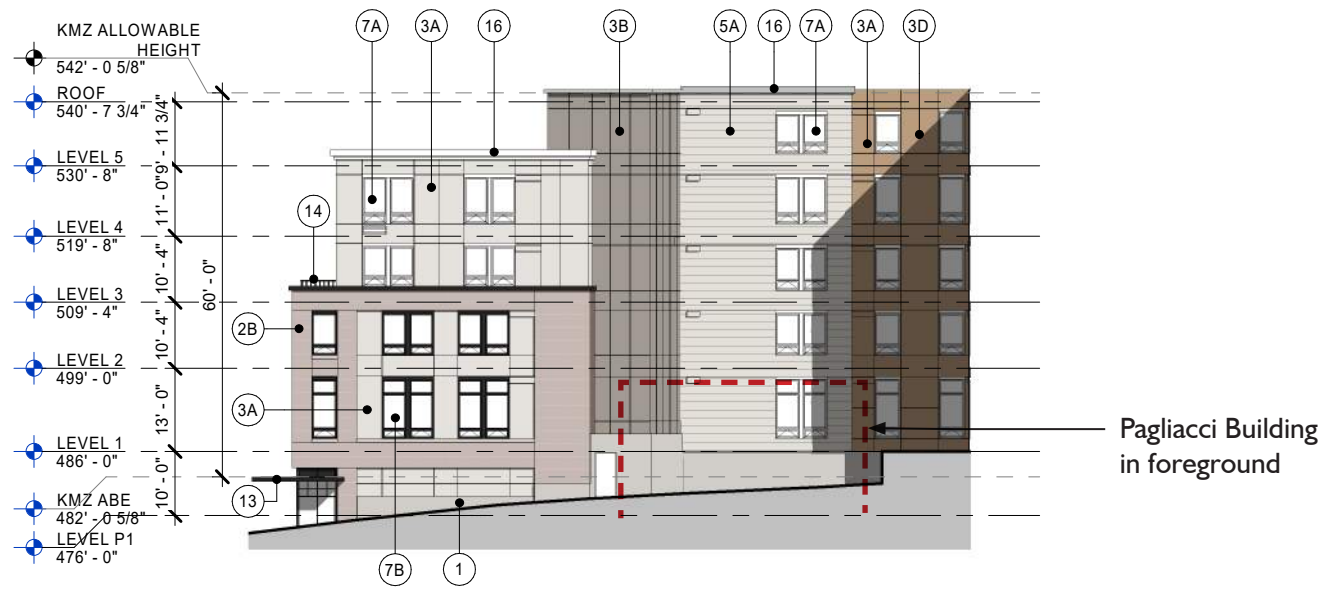 KMZ ALLOWABLE
HEIGHT
542' - 0 5/8"
ROOF
540' - 7 3/4"
LEVEL 5
530' - 8"
LEVEL 4
519' - 8"
LEVEL 3
509' - 4"
LEVEL 2
499' - 0"
LEVEL 1
486' - 0"
KMZ ABE
482' - 0 5/8"
LEVEL P1
476' - 0"
9' - 11 3/4"
11' - 0"
10' - 4"
10' - 4"
13' - 0"
10' - 0"
60' - 0"
7A
3A
16
3B
5A
16
7A
3A
3D
14
2B
3A
13
7B
1
Pagliacci Building
in foreground